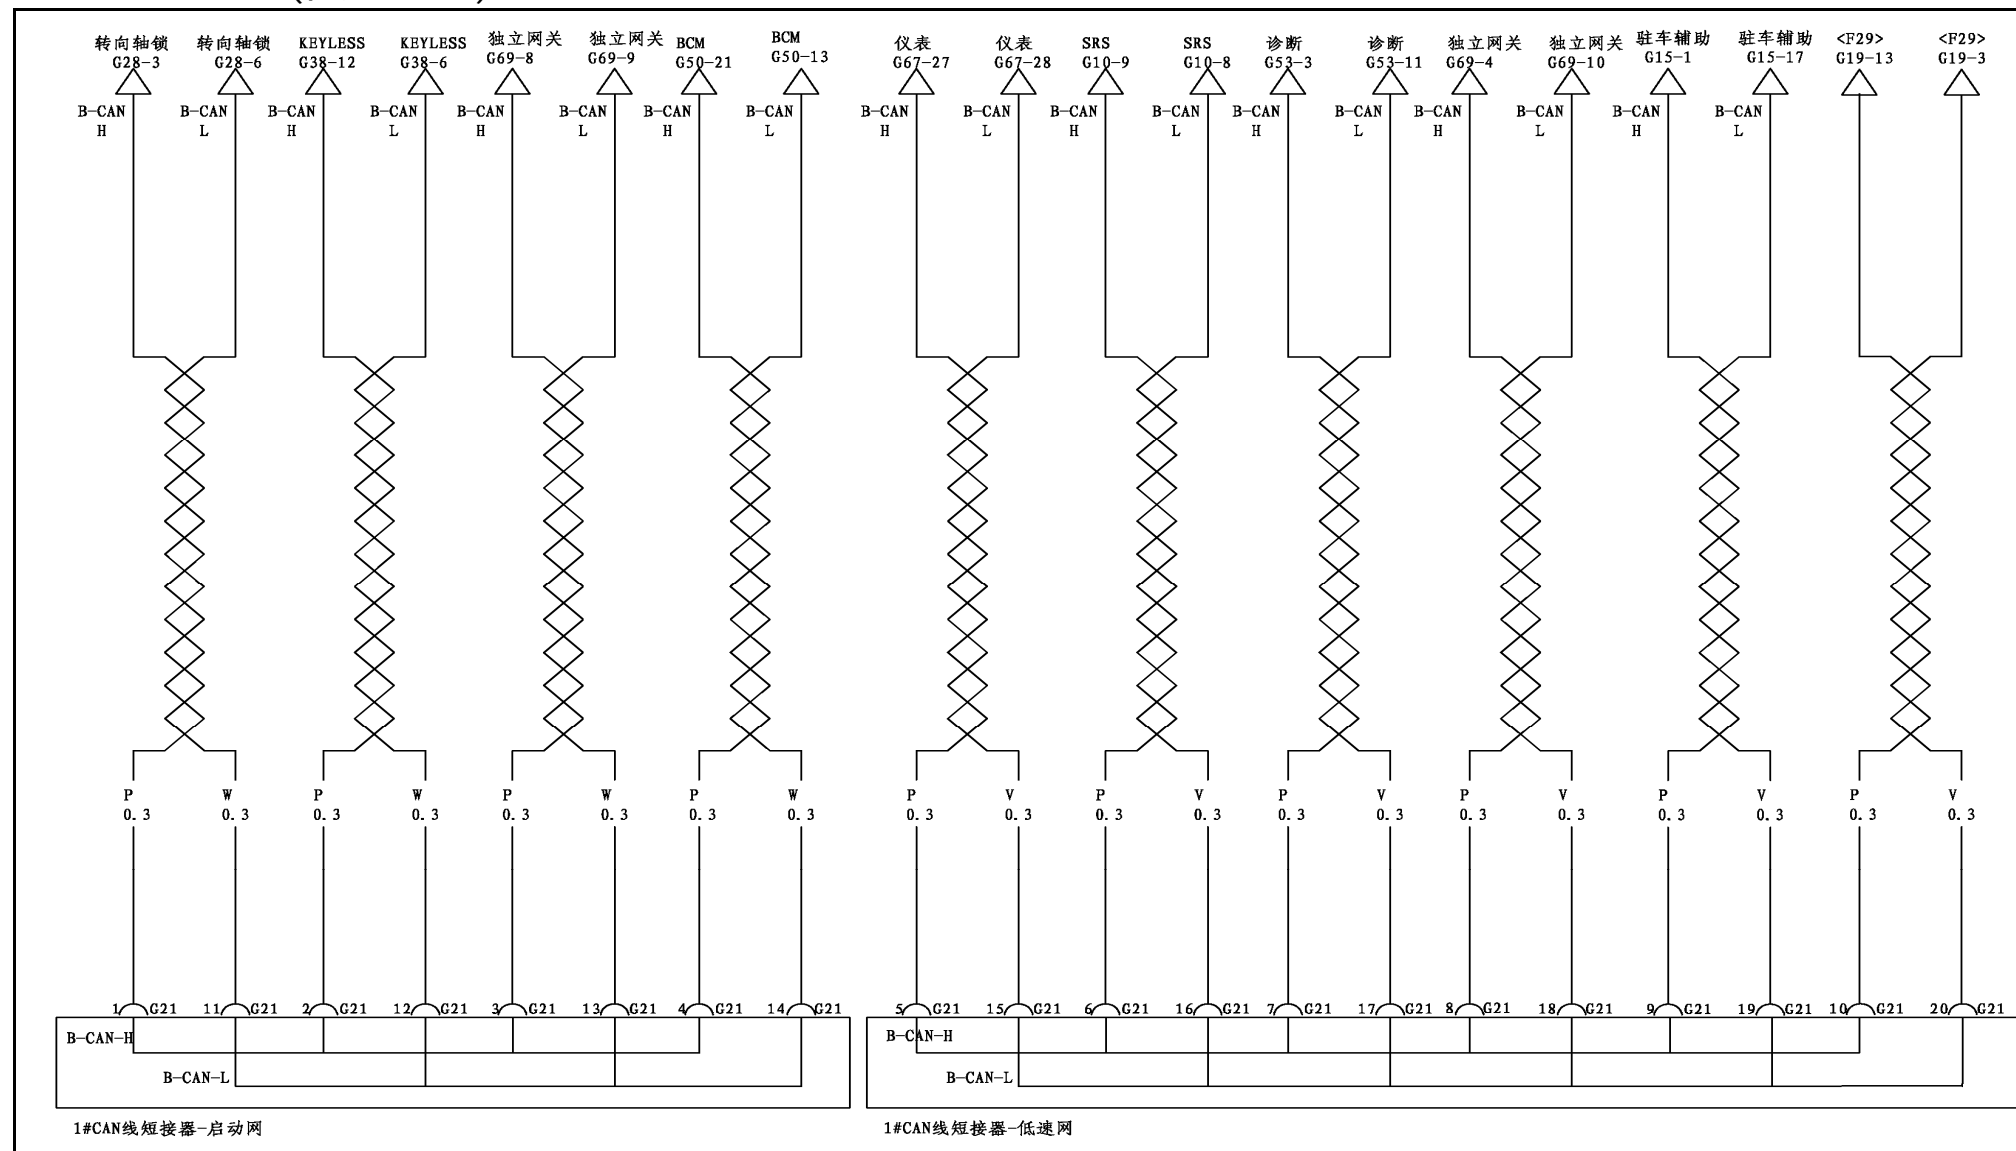 转向轴锁
G28-3
转向轴锁
G28-6
KEYLESS
G38-12
KEYLESS
G38-6
独立网关
G69-8
独立网关
G69-9
BCM
G50-21
BCM
G50-13
仪表
G67-27
仪表
G67-28
SRS
G10-9
SRS
G10-8
诊断
G53-3
诊断
G53-11
独立网关
G69-4
独立网关
G69-10
驻车辅助
G15-1
驻车辅助
G15-17
<F29>
G19-13
<F29>
G19-3
B-CAN
H
B-CAN
L
B-CAN
H
B-CAN
L
B-CAN
H
B-CAN
L
B-CAN
H
B-CAN
L
B-CAN
H
B-CAN
L
B-CAN
H
B-CAN
L
B-CAN
H
B-CAN
L
B-CAN
H
B-CAN
L
B-CAN
H
B-CAN
L
P
0.3
W
0.3
P
0.3
W
0.3
P
0.3
W
0.3
P
0.3
W
0.3
P
0.3
V
0.3
P
0.3
V
0.3
P
0.3
V
0.3
P
0.3
V
0.3
P
0.3
V
0.3
P
0.3
V
0.3
1 G21
11 G21
2 G21
12 G21
3 G21
13 G21
4 G21
14 G21
5 G21
15 G21
6 G21
16 G21
7 G21
17 G21
8 G21
18 G21
9 G21
19 G21
10 G21
20 G21
B-CAN-H
B-CAN-L
B-CAN-H
B-CAN-L
1#CAN线短接器-启动网
1#CAN线短接器-低速网